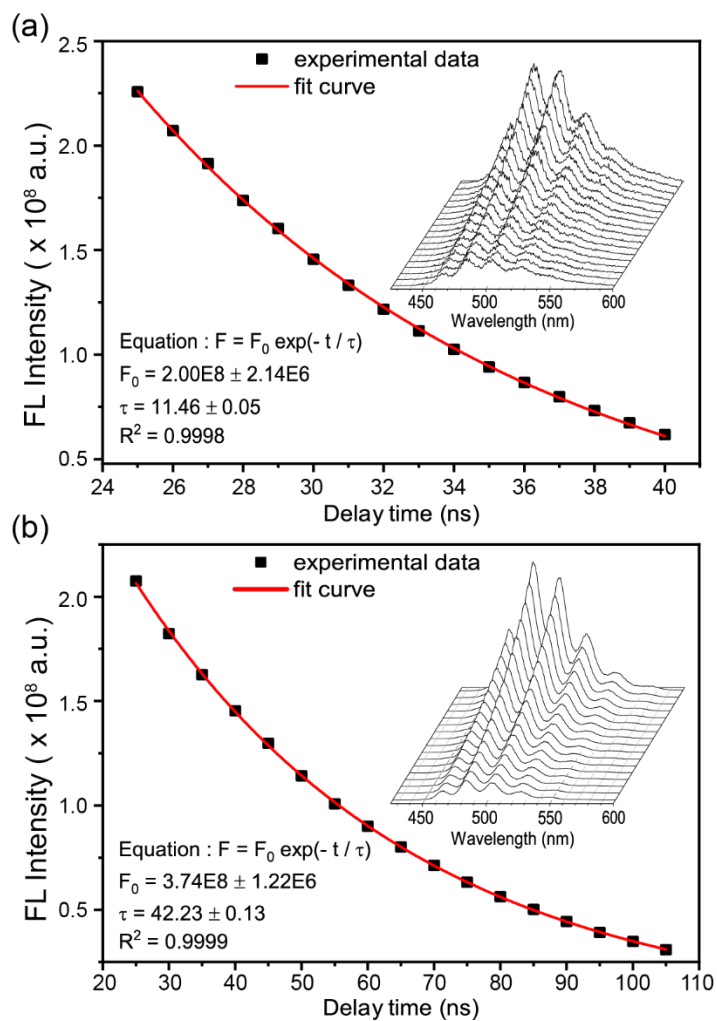 (a)
2.5
2.0
1.5
1.0
0.5
FL Intensity ( x 10⁸ a.u.)
experimental data
fit curve
450 500 550 600
Wavelength (nm)
Equation : F = F₀ exp(- t / τ)
F₀ = 2.00E8 ± 2.14E6
τ = 11.46 ± 0.05
R² = 0.9998
24 26 28 30 32 34 36 38 40
Delay time (ns)
(b)
2.0
1.5
1.0
0.5
FL Intensity ( x 10⁸ a.u.)
experimental data
fit curve
450 500 550 600
Wavelength (nm)
Equation : F = F₀ exp(- t / τ)
F₀ = 3.74E8 ± 1.22E6
τ = 42.23 ± 0.13
R² = 0.9999
20 30 40 50 60 70 80 90 100 110
Delay time (ns)